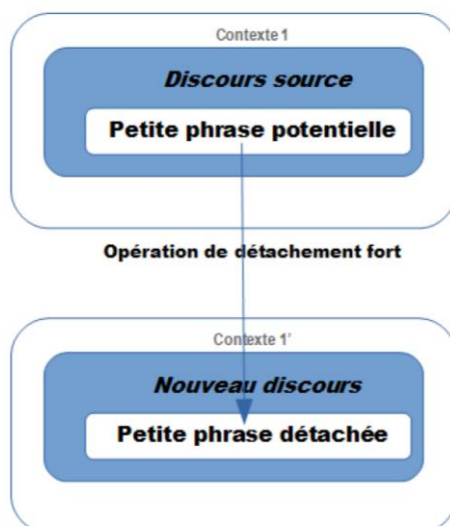 Contexte 1
Discours source
Petite phrase potentielle
Opération de détachement fort
Contexte 1'
Nouveau discours
Petite phrase détachée